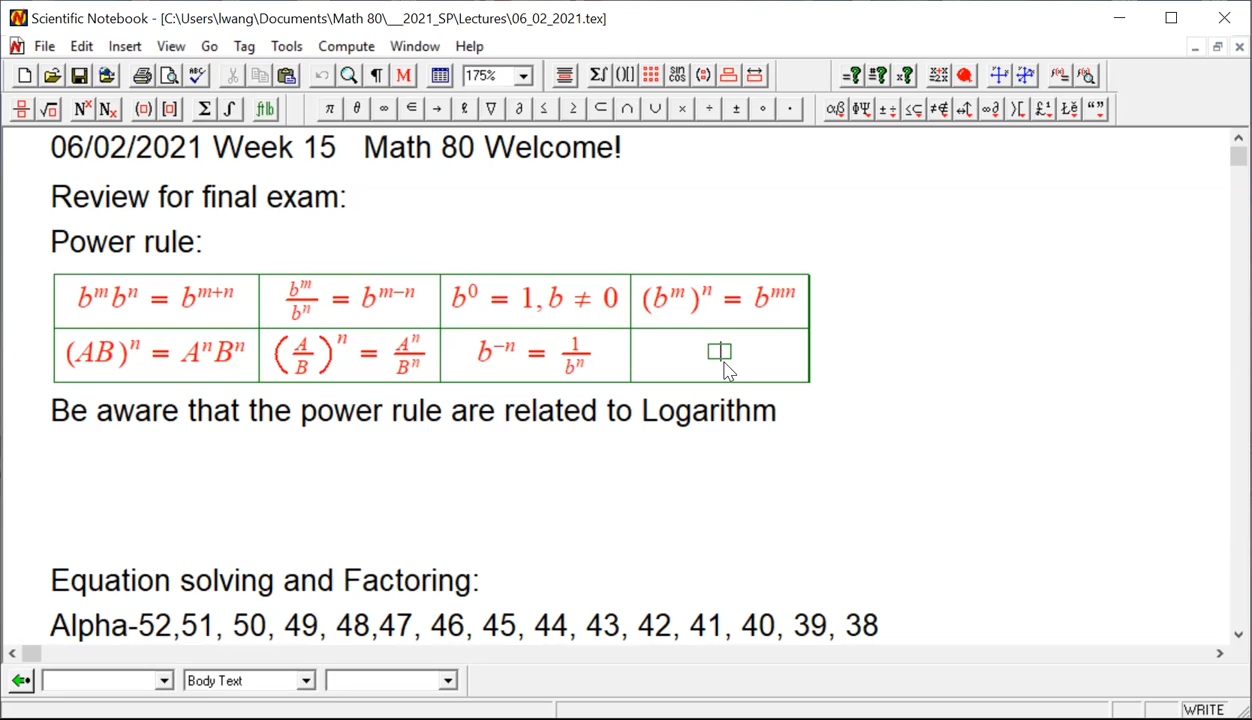 Scientific Notebook - [C:\Users\lwang\Documents\Math 80\__2021_SP\Lectures\06_02_2021.tex]
File Edit Insert View Go Tag Tools Compute Window Help
175%
06/02/2021 Week 15 Math 80 Welcome!
Review for final exam:
Power rule:
b^m b^n = b^{m+n} b^m/b^n = b^{m−n} b^0 = 1, b ≠ 0 (b^m)^n = b^{mn}
(AB)^n = A^n B^n (A/B)^n = A^n/B^n b^{−n} = 1/b^n
Be aware that the power rule are related to Logarithm
Equation solving and Factoring:
Alpha-52,51, 50, 49, 48,47, 46, 45, 44, 43, 42, 41, 40, 39, 38
Body Text
WRITE